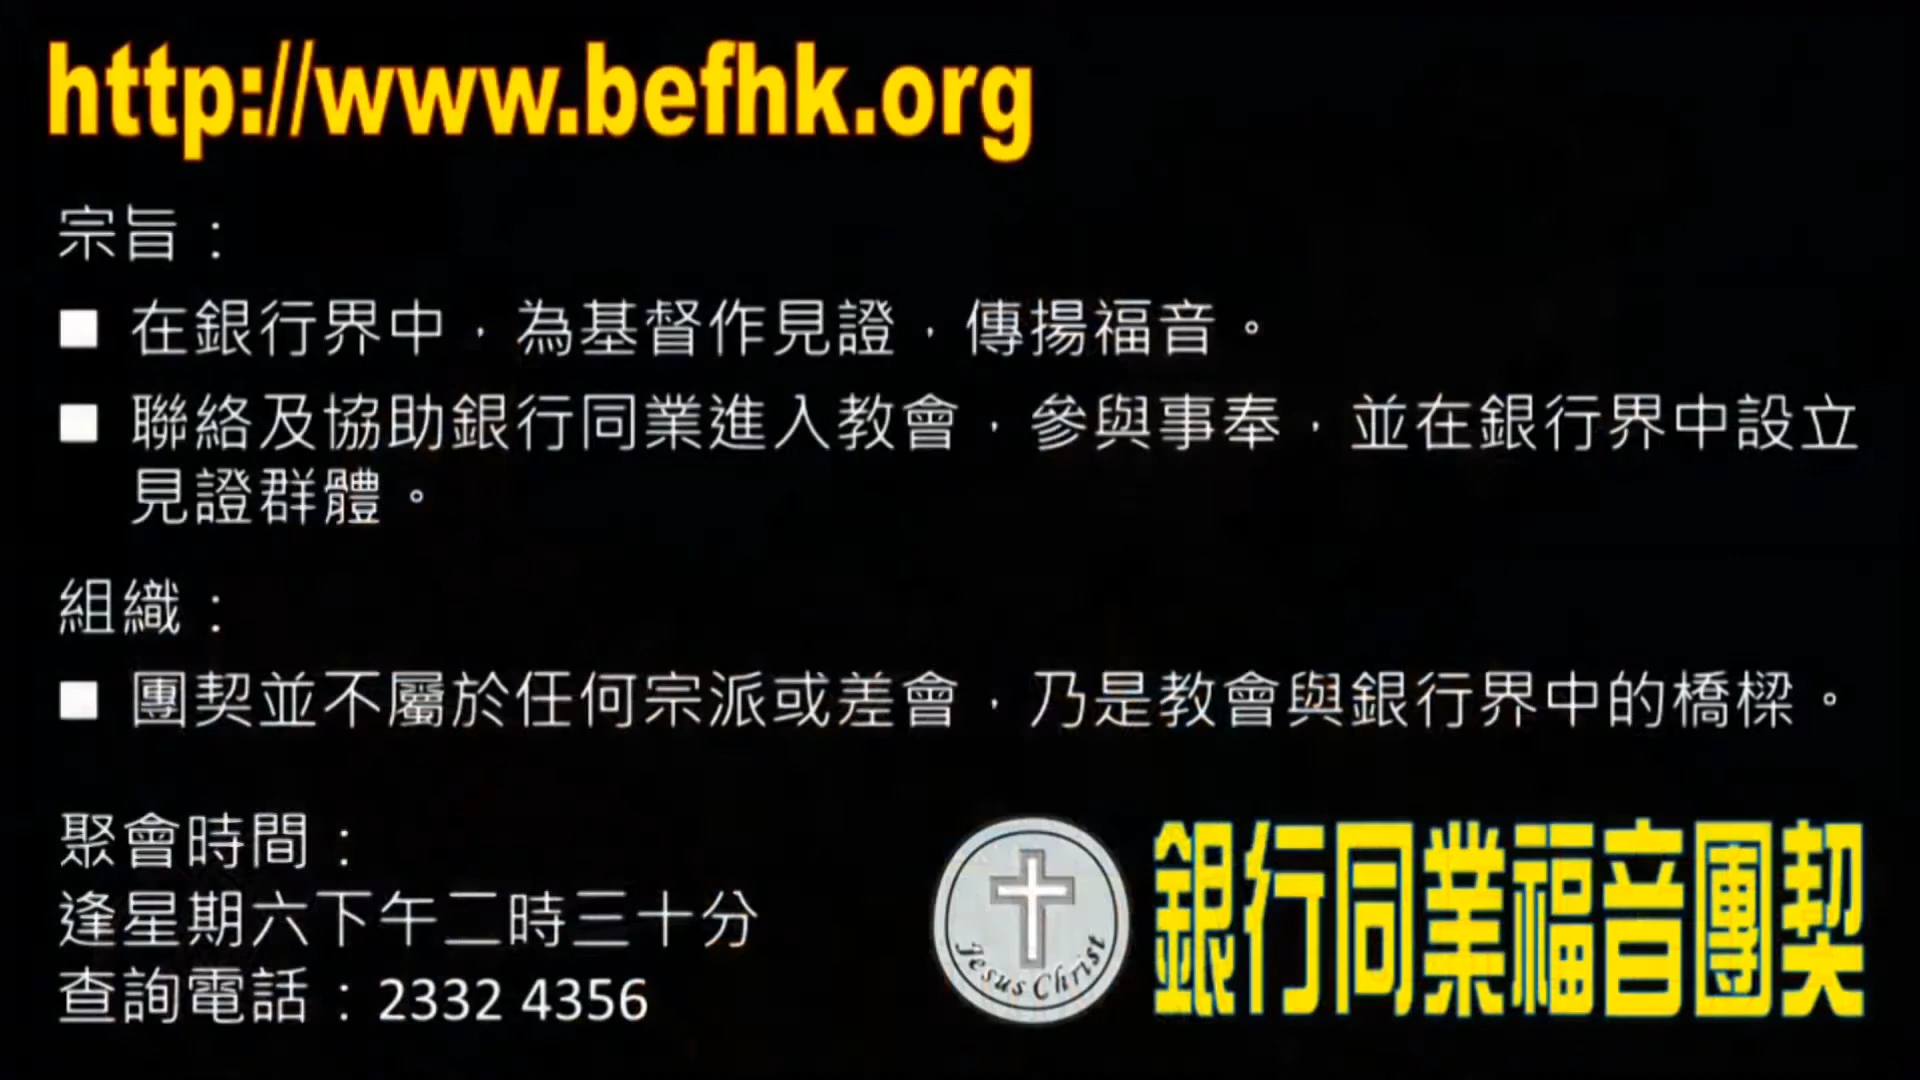 http://www.befhk.org
宗旨：
■ 在銀行界中，為基督作見證，傳揚福音。
■ 聯絡及協助銀行同業進入教會，參與事奉，並在銀行界中設立
見證群體。
組織：
■ 團契並不屬於任何宗派或差會，乃是教會與銀行界中的橋樑。
聚會時間：
逢星期六下午二時三十分
查詢電話：2332 4356
Jesus Christ
銀行同業福音團契